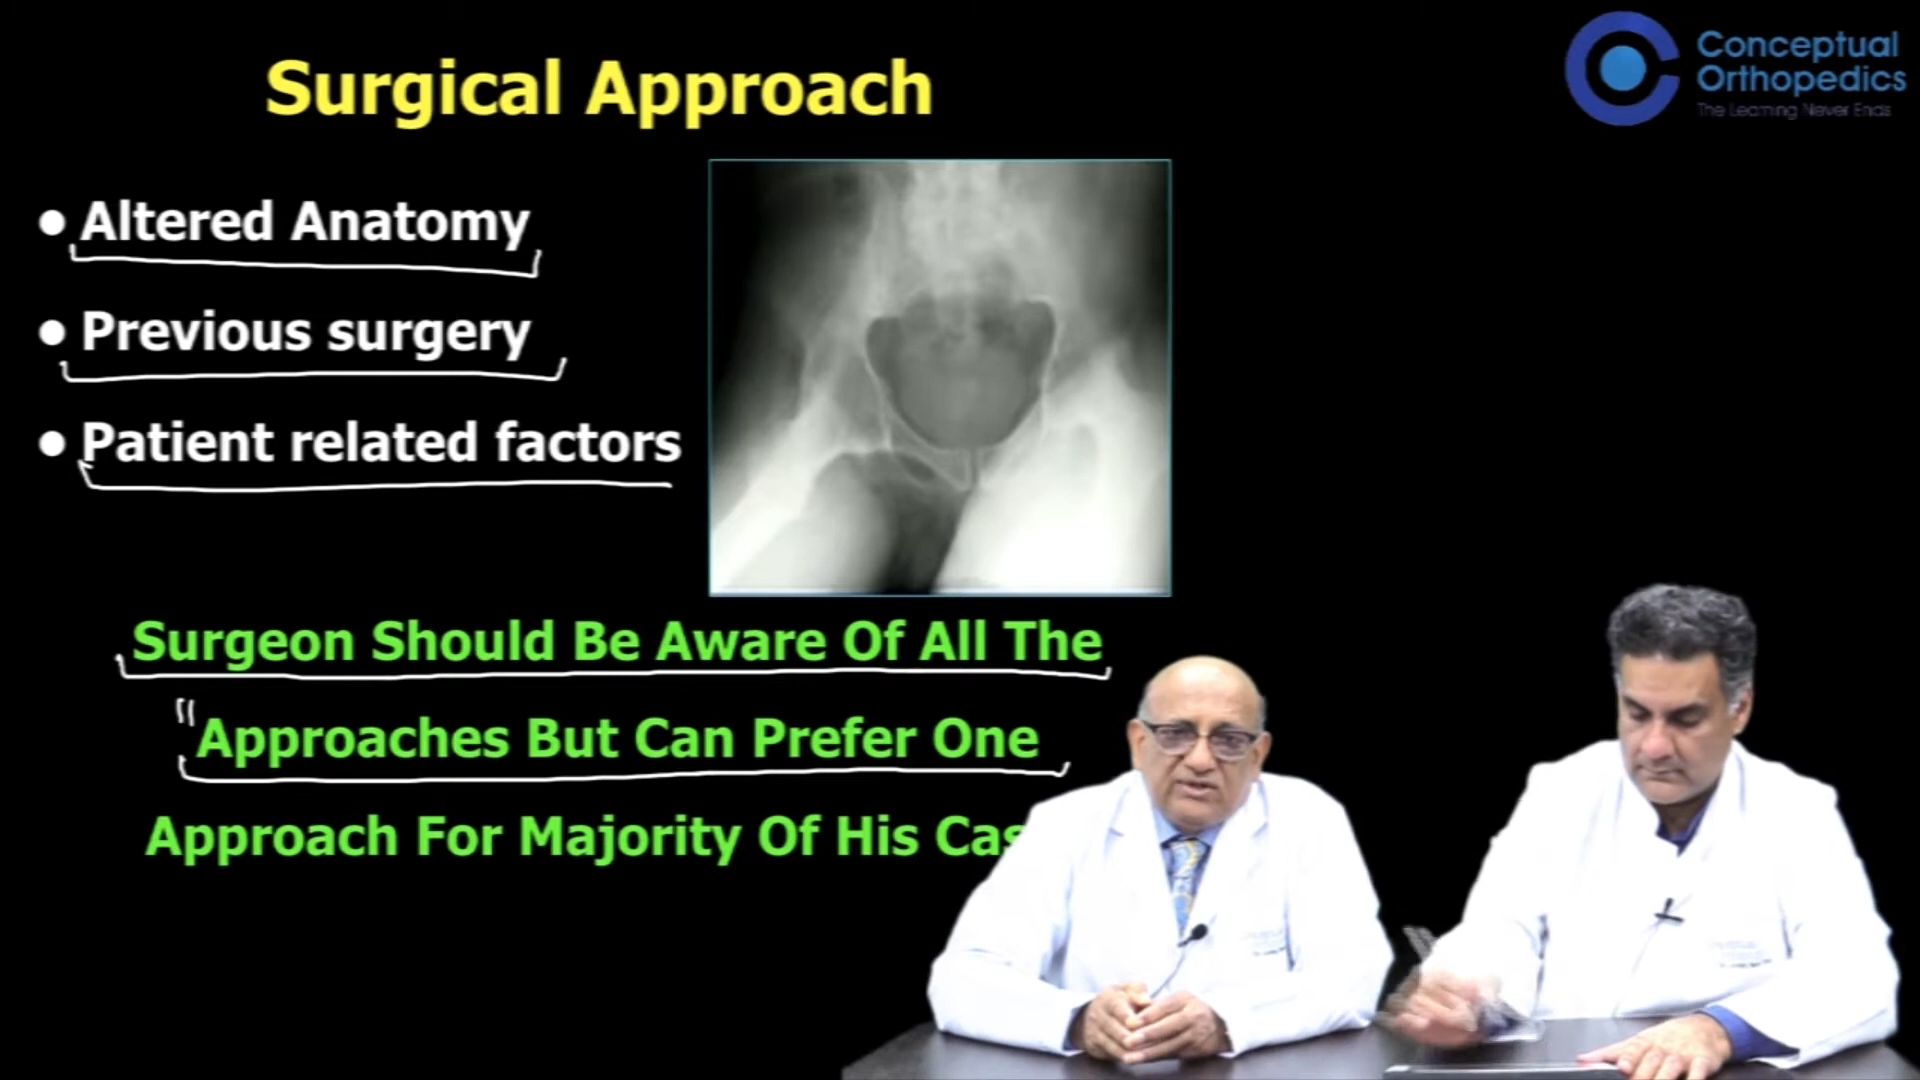 Surgical Approach
Conceptual
Orthopedics
The Learning Never Ends
• Altered Anatomy
• Previous surgery
• Patient related factors
Surgeon Should Be Aware Of All The
Approaches But Can Prefer One
Approach For Majority Of His